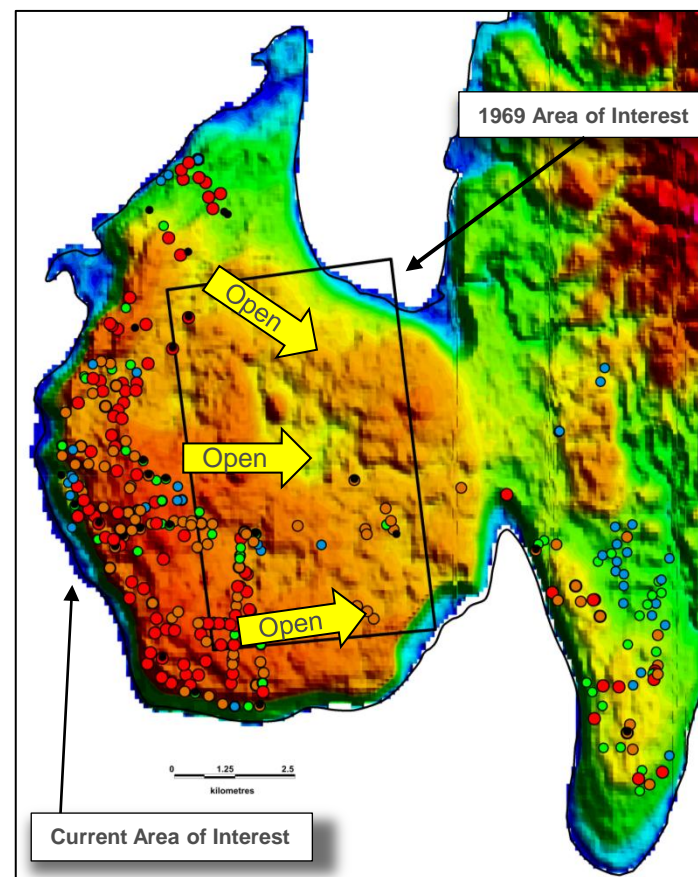 1969 Area of Interest
Open
Open
Open
0 1.25 2.5
kilometres
Current Area of Interest